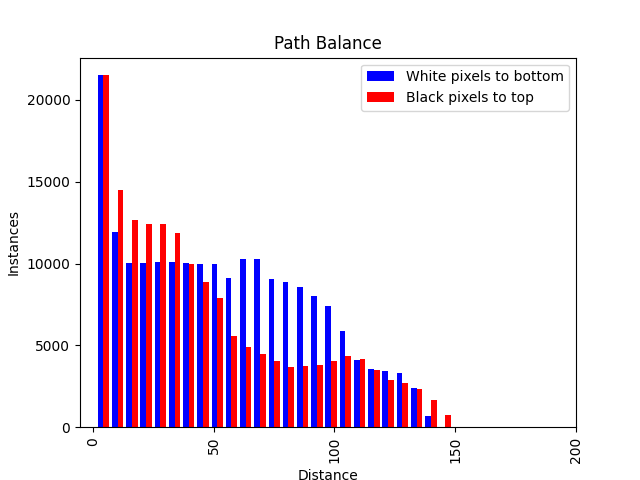 Path Balance
White pixels to bottom
Black pixels to top
Instances
20000
15000
10000
5000
0
0
50
100
150
200
Distance